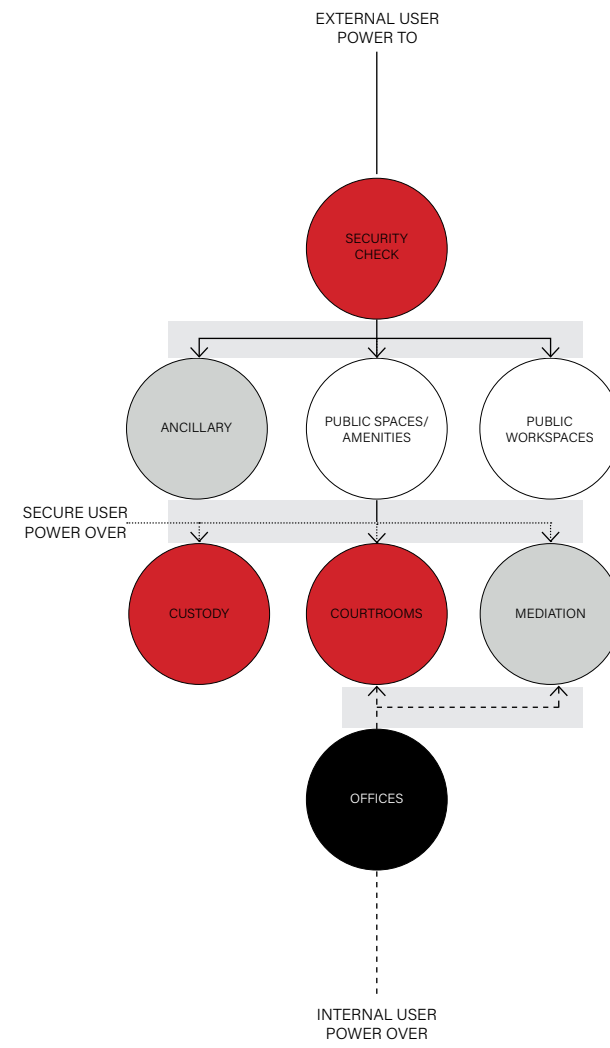 EXTERNAL USER
POWER TO
SECURITY
CHECK
ANCILLARY
PUBLIC SPACES/
AMENITIES
PUBLIC
WORKSPACES
SECURE USER
POWER OVER
CUSTODY
COURTROOMS
MEDIATION
OFFICES
INTERNAL USER
POWER OVER